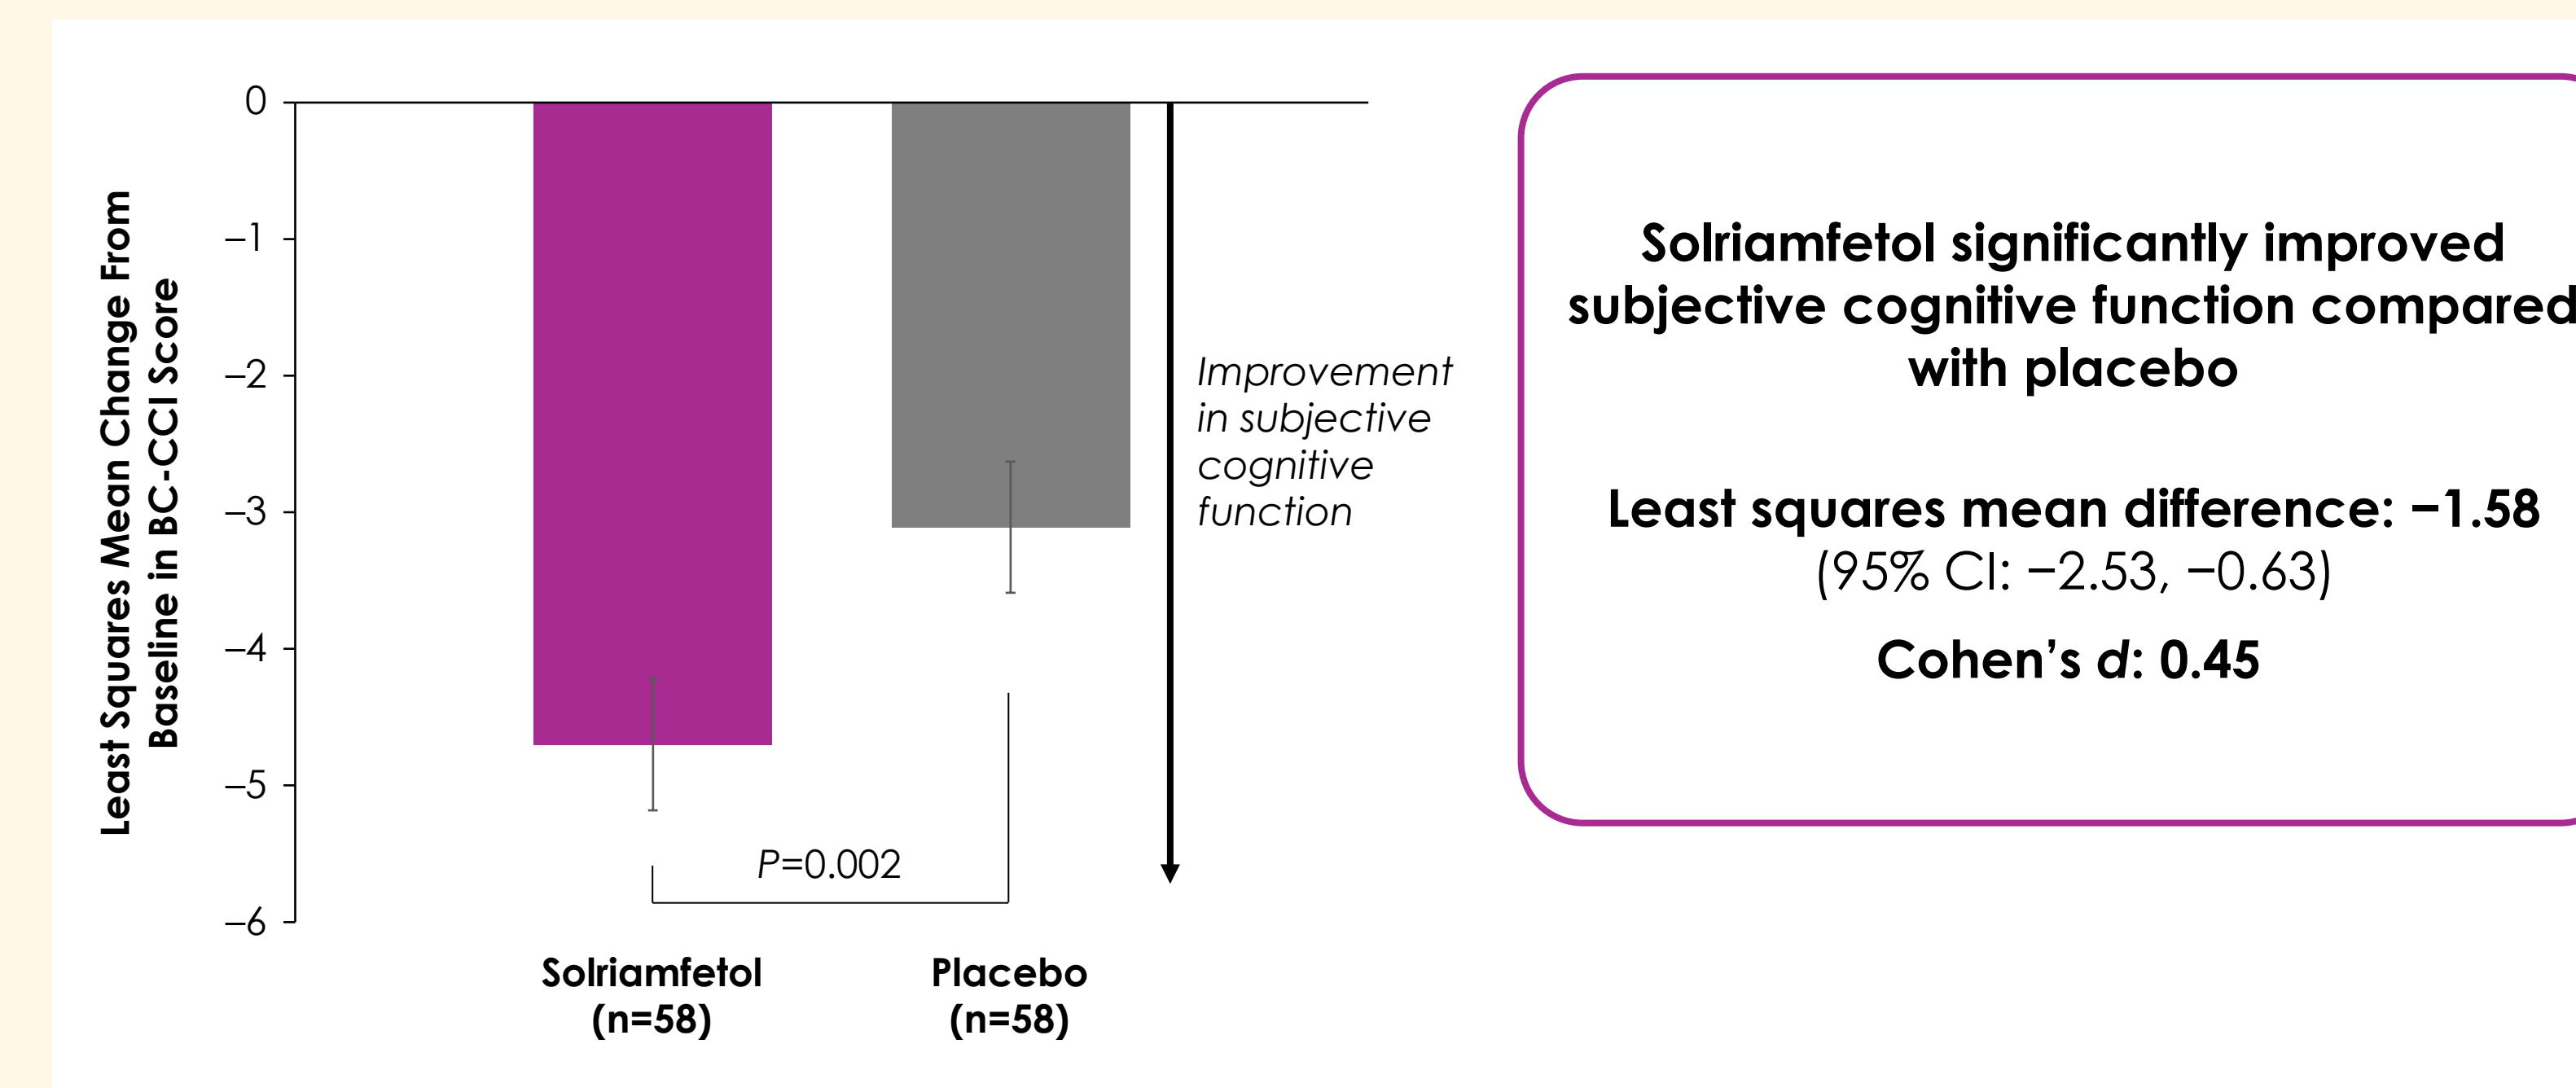 Least Squares Mean Change From
Baseline in BC-CCI Score
0
−1
−2
−3
−4
−5
−6
P=0.002
Solriamfetol
(n=58)
Placebo
(n=58)
Improvement
in subjective
cognitive
function
Solriamfetol significantly improved
subjective cognitive function compared
with placebo
Least squares mean difference: −1.58
(95% CI: −2.53, −0.63)
Cohen’s d: 0.45